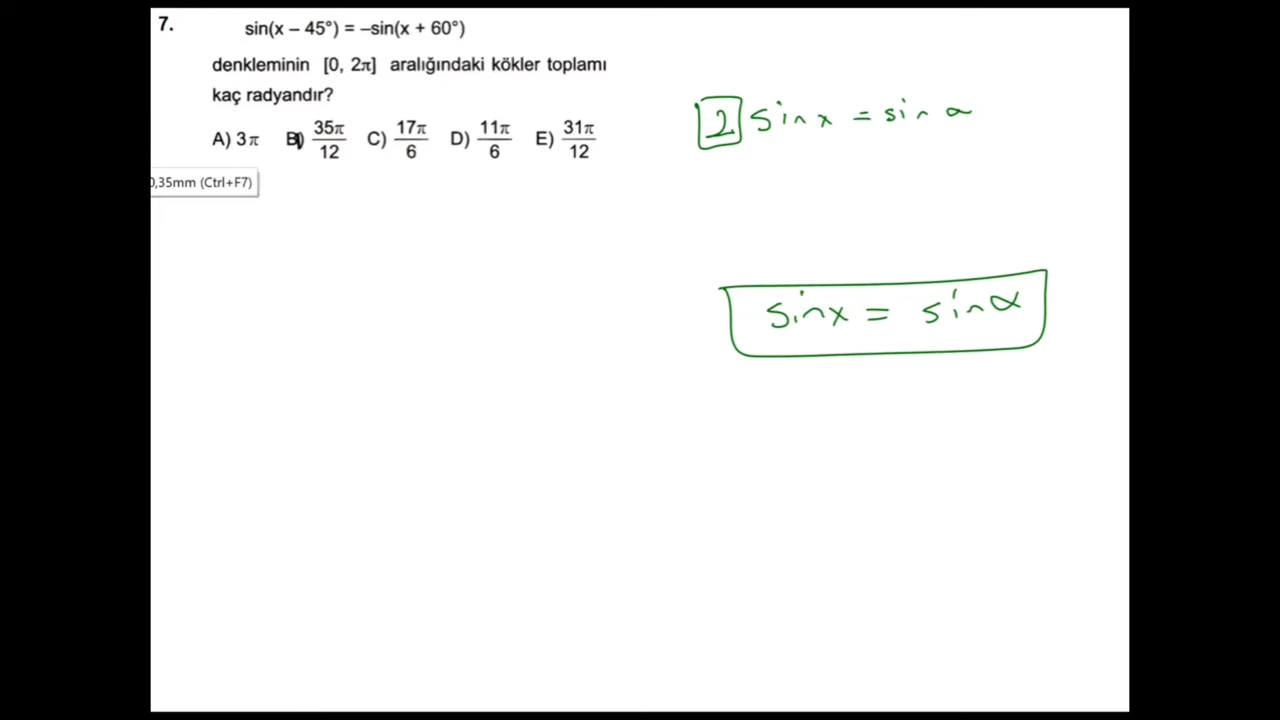 7. sin(x – 45°) = –sin(x + 60°)
denkleminin [0, 2π] aralığındaki kökler toplamı
kaç radyandır?
A) 3π B) 35π/12 C) 17π/6 D) 11π/6 E) 31π/12
0,35mm (Ctrl+F7)
2 sinx = sin α
sinx = sinα